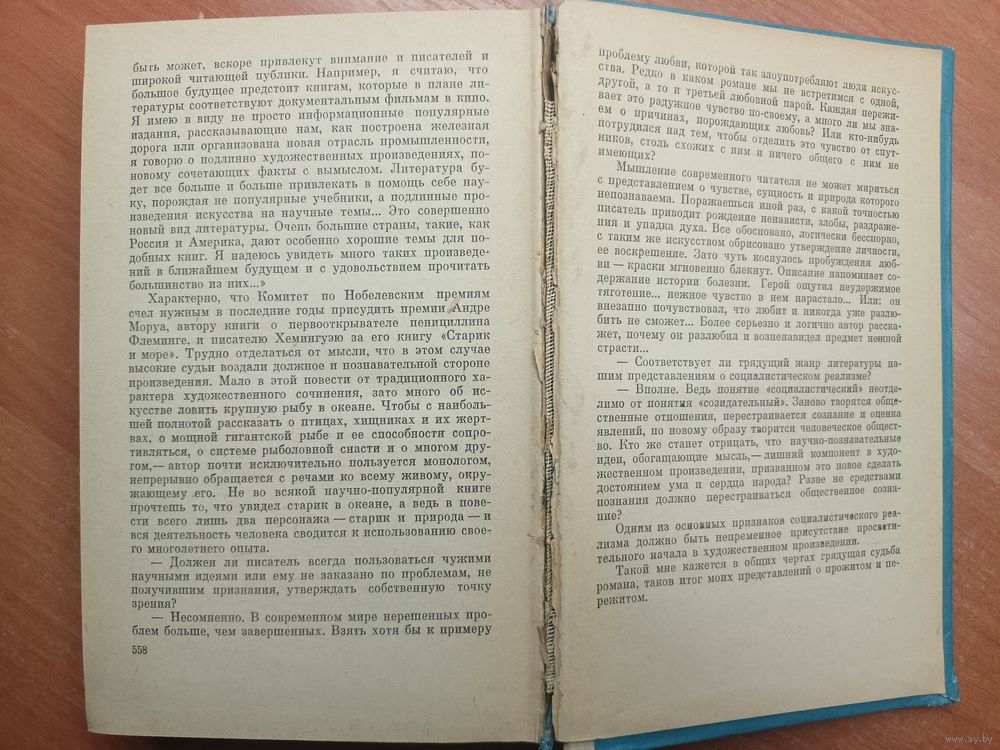 быть может, вскоре привлекут внимание и писателей и
широкой читающей публики. Например, я считаю, что
большое будущее предстоит книгам, которые в плане ли-
тературы соответствуют документальным фильмам в кино.
Я имею в виду не просто информационные популярные
издания, рассказывающие нам, как построена железная
дорога или организована новая отрасль промышленности,
я говорю о подлинно художественных произведениях, по-
новому сочетающих факты с вымыслом. Литература бу-
дет все больше и больше привлекать в помощь себе нау-
ку, порождая не популярные учебники, а подлинные про-
изведения искусства на научные темы... Это совершенно
новый вид литературы. Очень большие страны, такие, как
Россия и Америка, дают особенно хорошие темы для по-
добных книг. Я надеюсь увидеть много таких произведе-
ний в ближайшем будущем и с удовольствием прочитать
большинство из них...»
Характерно, что Комитет по Нобелевским премиям
счел нужным в последние годы присудить премии Андре
Моруа, автору книги о первооткрывателе пенициллина
Флеминге, и писателю Хемингуэю за его книгу «Старик
и море». Трудно отделаться от мысли, что в этом случае
высокие судьи воздали должное и познавательной стороне
произведения. Мало в этой повести от традиционного ха-
рактера художественного сочинения, зато много об ис-
кусстве ловить крупную рыбу в океане. Чтобы с наиболь-
шей полнотой рассказать о птицах, хищниках и их жерт-
вах, о мощной гигантской рыбе и ее способности сопро-
тивляться, о системе рыболовной снасти и о многом дру-
гом,— автор почти исключительно пользуется монологом,
непрерывно обращается с речами ко всему живому, окру-
жающему его. Не во всякой научно-популярной книге
прочтешь то, что увидел старик в океане, а ведь в пове-
сти всего лишь два персонажа — старик и природа — и
вся деятельность человека сводится к использованию свое-
го многолетнего опыта.
— Должен ли писатель всегда пользоваться чужими
научными идеями или ему не заказано по проблемам, не
получившим признания, утверждать собственную точку
зрения?
— Несомненно. В современном мире нерешенных про-
блем больше, чем завершенных. Взять хотя бы к примеру
558
проблему любви, которой так злоупотребляют люди искус-
ства. Редко в каком романе мы не встретимся с одной,
другой, а то и третьей любовной парой. Каждая пережи-
вает это радужное чувство по-своему, а много ли мы зна-
ем о причинах, порождающих любовь? Или кто-нибудь
потрудился над тем, чтобы отделить это чувство от спут-
ников, столь схожих с ним и ничего общего с ним не
имеющих?
Мышление современного читателя не может мириться
с представлением о чувстве, сущность и природа которого
непознаваема. Поражаешься иной раз, с какой точностью
писатель приводит рождение ненависти, злобы, раздраже-
ния и упадка духа. Все обосновано, логически бесспорно,
с таким же искусством обрисовано утверждение личности,
ее воскрешение. Зато чуть коснулось пробуждения люб-
ви — краски мгновенно блекнут. Описание напоминает со-
держание истории болезни. Герой ощутил неудержимое
тяготение... нежное чувство в нем нарастало... Или: он
внезапно почувствовал, что любит и никогда уже разлю-
бить не сможет... Более серьезно и логично автор расска-
жет, почему он разлюбил и возненавидел предмет нежной
страсти...
— Соответствует ли грядущий жанр литературы на-
шим представлениям о социалистическом реализме?
— Вполне. Ведь понятие «социалистический» неотде-
лимо от понятия «созидательный». Заново творятся обще-
ственные отношения, перестраивается сознание и оценка
явлений, по новому образу творится человеческое общест-
во. Кто же станет отрицать, что научно-познавательные
идеи, обогащающие мысль,— лишний компонент в худо-
жественном произведении, призванном это новое сделать
достоянием ума и сердца народа? Разве не средствами
познания должно перестраиваться общественное созна-
ние?
Одним из основных признаков социалистического реа-
лизма должно быть непременное присутствие просвети-
тельного начала в художественном произведении.
Такой мне кажется в общих чертах грядущая судьба
романа, таков итог моих представлений о прожитом и пе-
режитом.
www.ay.by